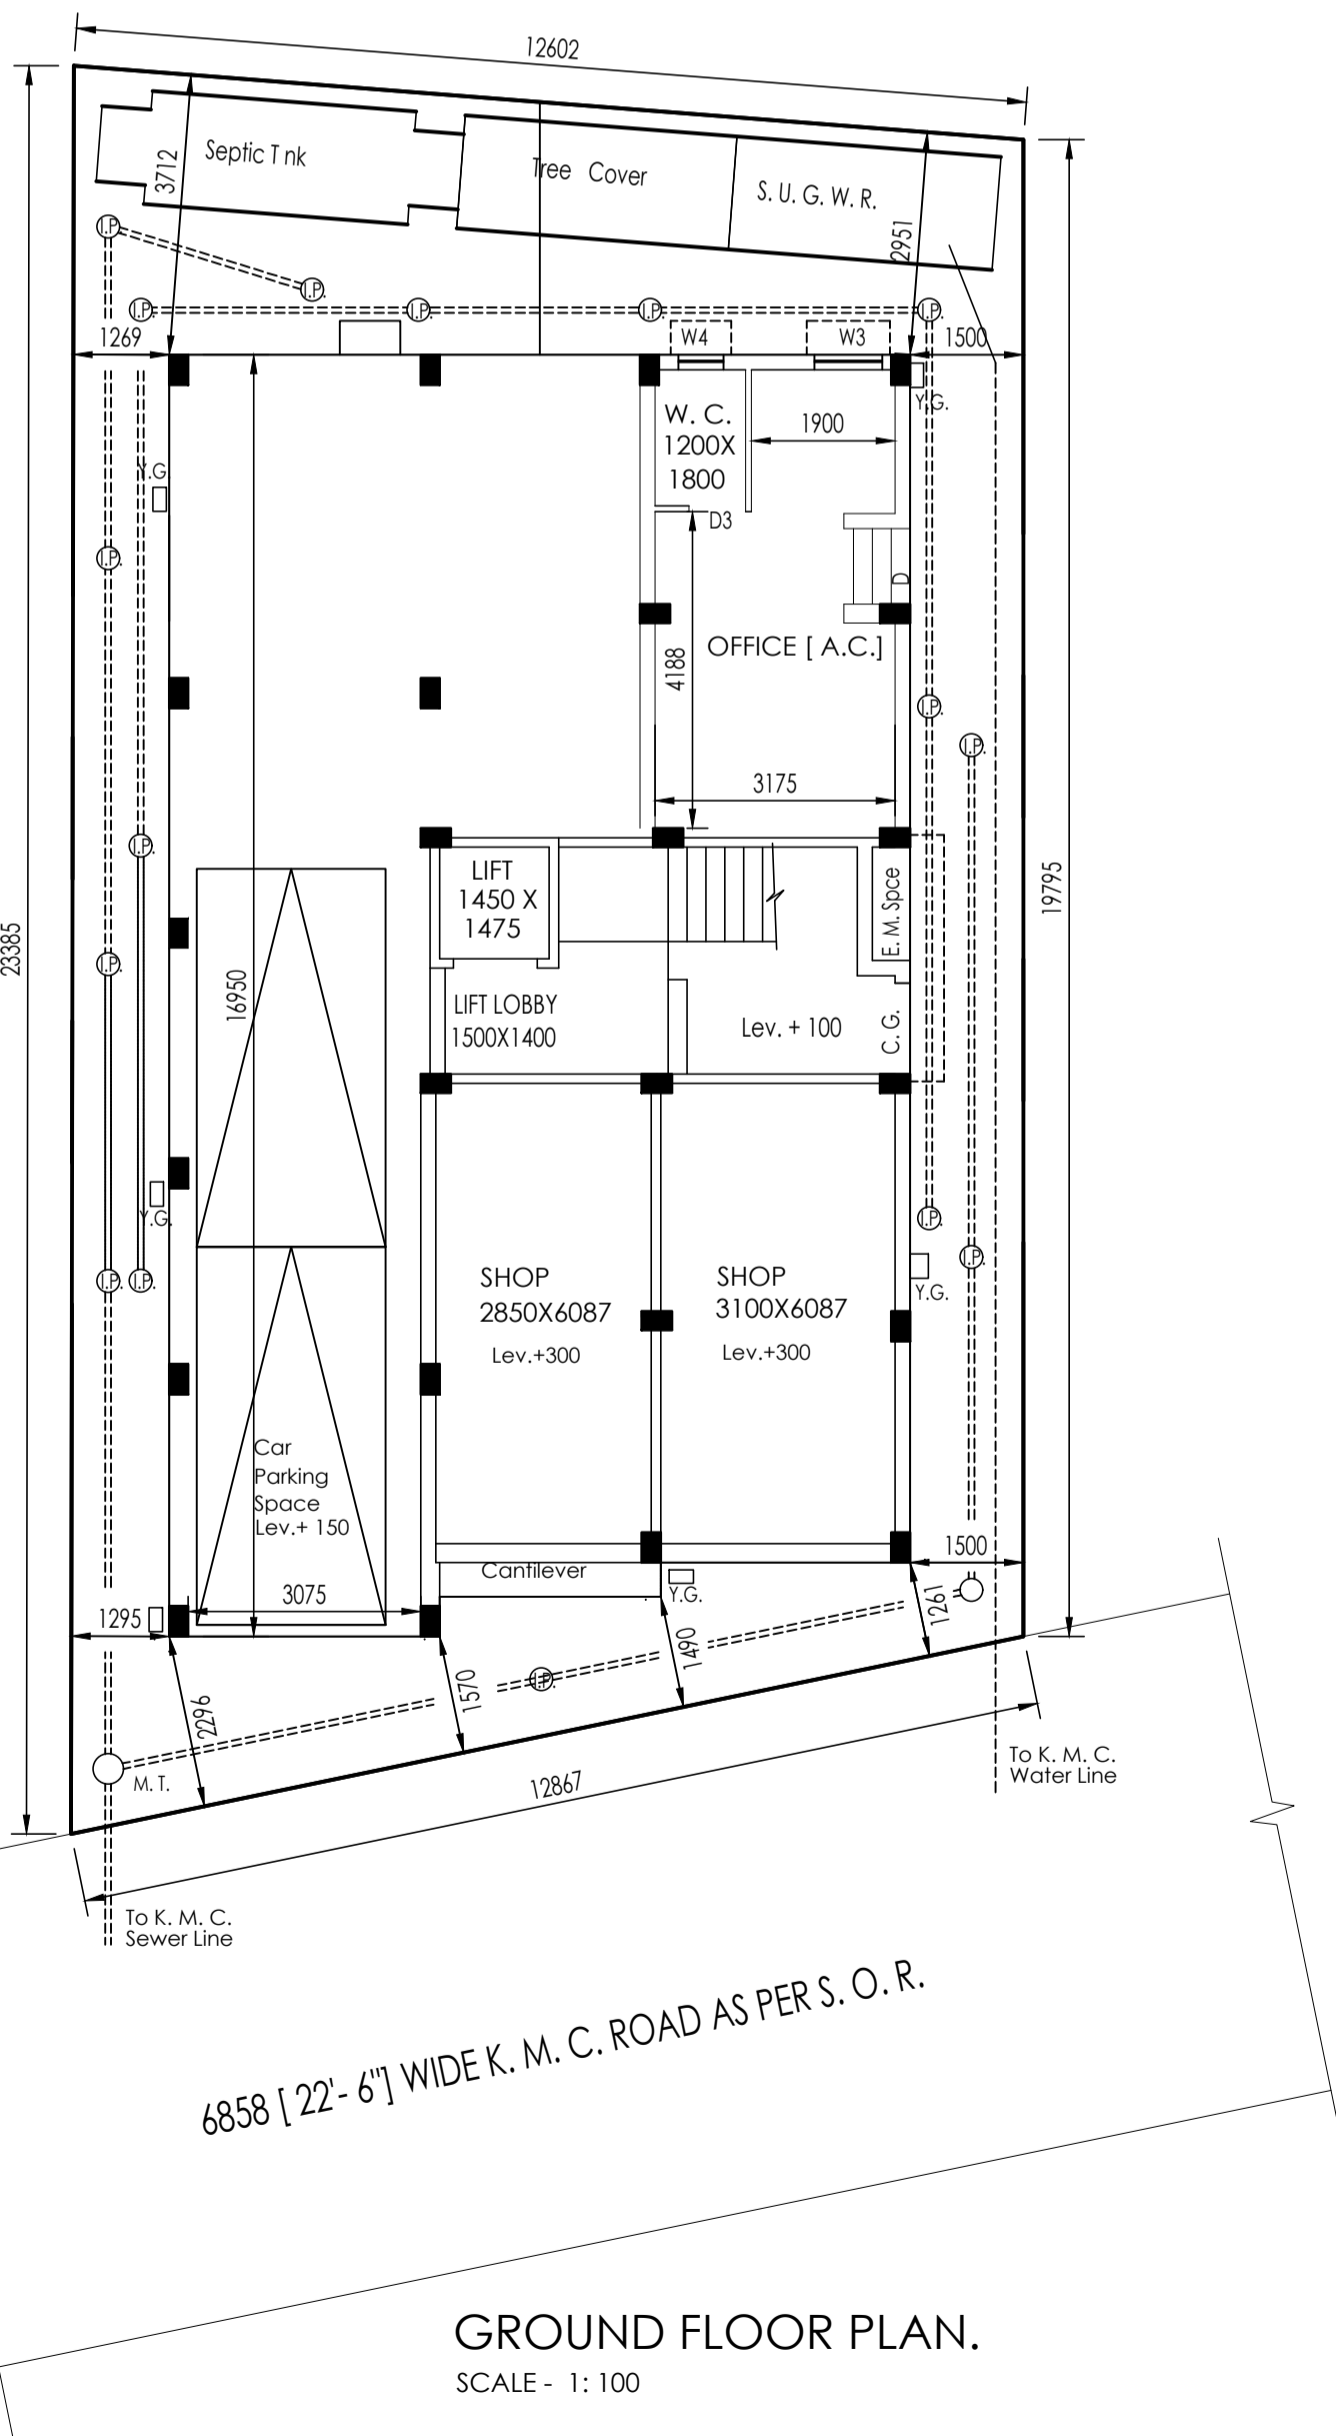 12602
Septic T nk
3712
Tree Cover
S. U. G. W. R.
2951
I.P.
I.P.
I.P.
I.P.
I.P.
I.P.
1269
W4
W3
1500
Y.G.
W. C.
1200X
1800
1900
Y.G.
D3
I.P.
D
OFFICE [ A.C.]
4188
I.P.
I.P.
3175
I.P.
LIFT
1450 X
1475
E. M. Spce
19795
23385
I.P.
16950
LIFT LOBBY
1500X1400
Lev. + 100
C. G.
Y.G.
I.P.
I.P.
I.P.
I.P.
SHOP
2850X6087
Lev.+300
SHOP
3100X6087
Lev.+300
Y.G.
Car
Parking
Space
Lev.+ 150
1500
Cantilever
Y.G.
3075
1295
1261
1490
1570
I.P.
2296
M. T.
12867
To K. M. C.
Water Line
To K. M. C.
Sewer Line
6858 [ 22'- 6"] WIDE K. M. C. ROAD AS PER S. O. R.
GROUND FLOOR PLAN.
SCALE - 1: 100